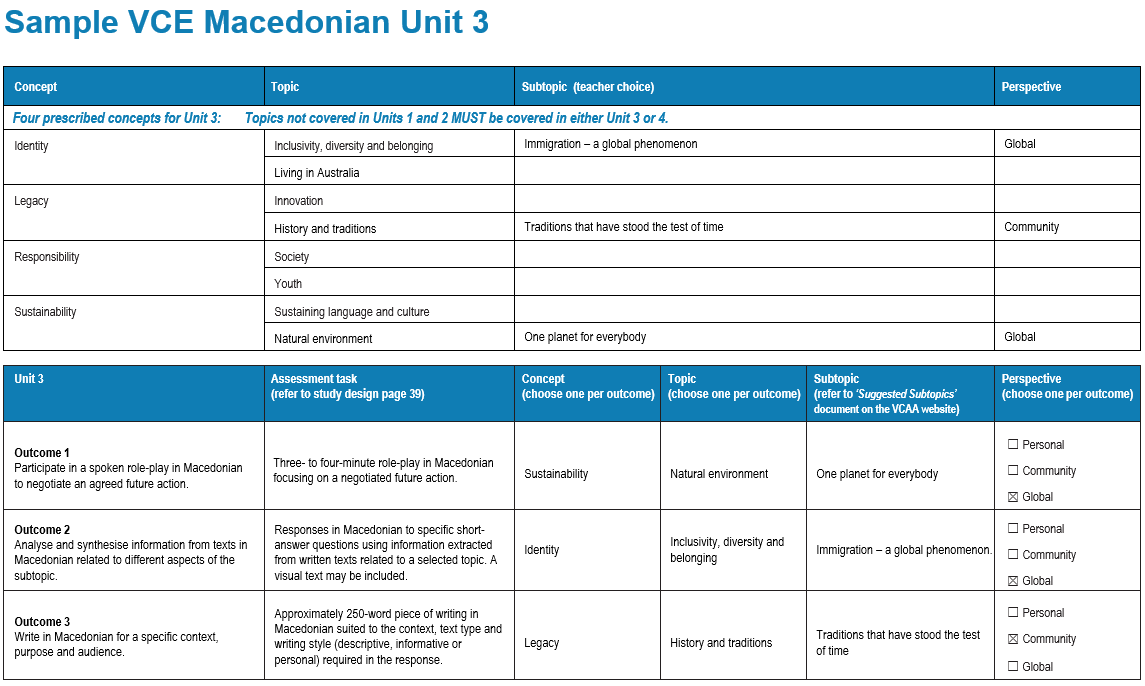 Sample VCE Macedonian Unit 3
Concept Topic Subtopic (teacher choice) Perspective
Four prescribed concepts for Unit 3: Topics not covered in Units 1 and 2 MUST be covered in either Unit 3 or 4.
Identity Inclusivity, diversity and belonging Immigration – a global phenomenon Global
Living in Australia
Legacy Innovation
History and traditions Traditions that have stood the test of time Community
Responsibility Society
Youth
Sustainability Sustaining language and culture
Natural environment One planet for everybody Global
Unit 3
Assessment task
(refer to study design page 39)
Concept
(choose one per outcome)
Topic
(choose one per outcome)
Subtopic
(refer to ‘Suggested Subtopics’
document on the VCAA website)
Perspective
(choose one per outcome)
Outcome 1
Participate in a spoken role-play in Macedonian
to negotiate an agreed future action.
Three- to four-minute role-play in Macedonian
focusing on a negotiated future action.
Sustainability
Natural environment
One planet for everybody
☐ Personal
☐ Community
☒ Global
Outcome 2
Analyse and synthesise information from texts in
Macedonian related to different aspects of the
subtopic.
Responses in Macedonian to specific short-
answer questions using information extracted
from written texts related to a selected topic. A
visual text may be included.
Identity
Inclusivity, diversity and
belonging
Immigration – a global phenomenon.
☐ Personal
☐ Community
☒ Global
Outcome 3
Write in Macedonian for a specific context,
purpose and audience.
Approximately 250-word piece of writing in
Macedonian suited to the context, text type and
writing style (descriptive, informative or
personal) required in the response.
Legacy
History and traditions
Traditions that have stood the test
of time
☐ Personal
☒ Community
☐ Global